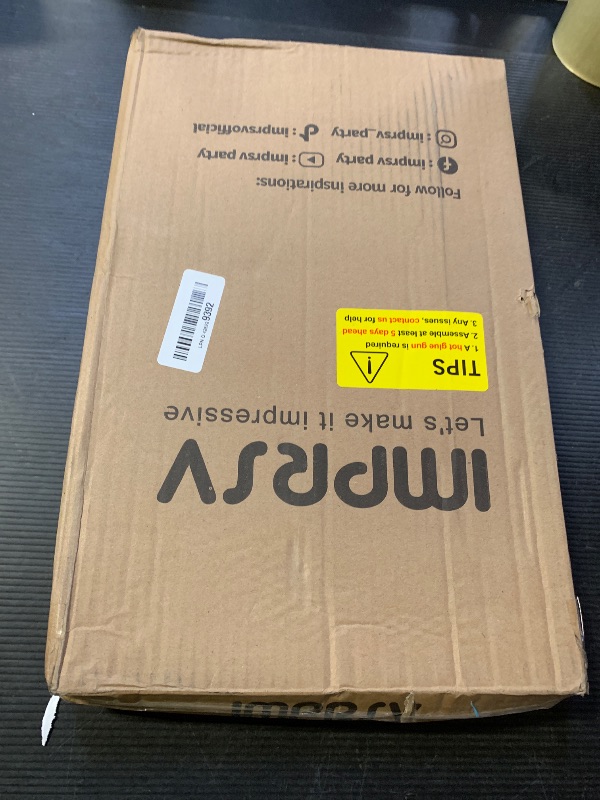 IMPRSV
Let's make it impressive
TIPS
1. A hot glue gun is required
2. Assemble at least 5 days ahead
3. Any issues, contact us for help
9392
Follow for more inspirations:
: imprsv party : imprsv party
: imprsv_party : imprsvofficial